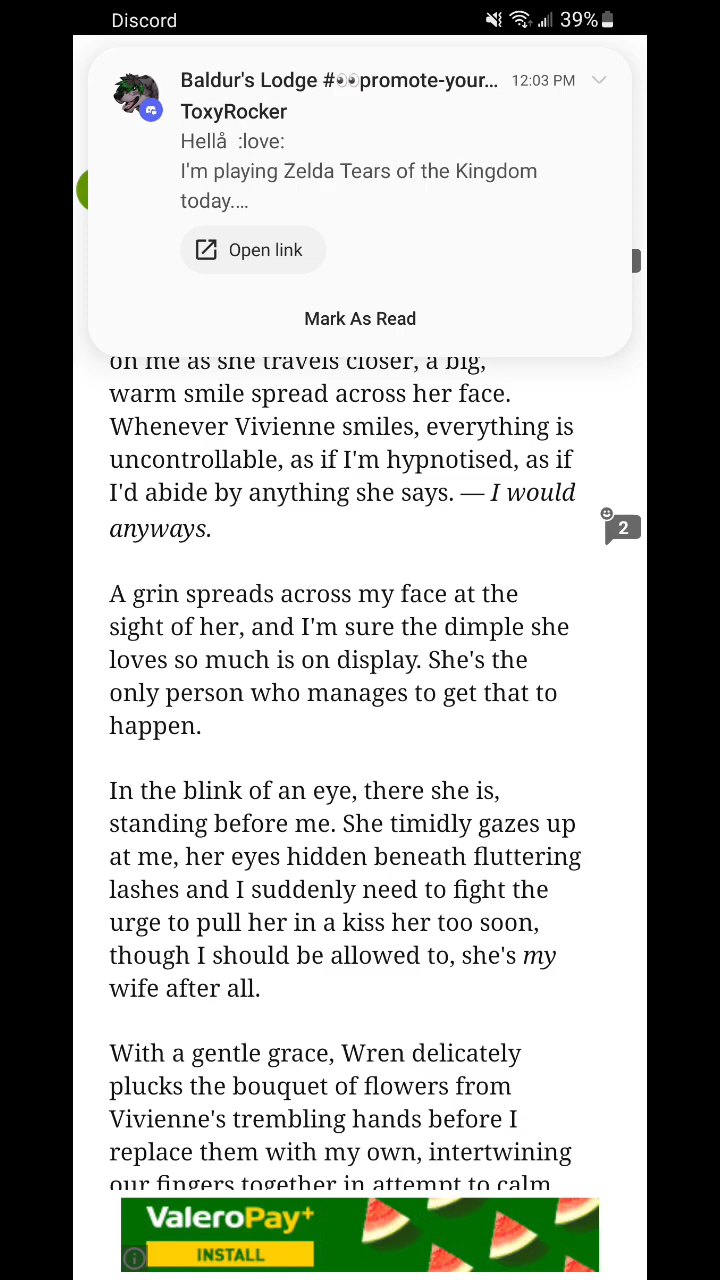 Discord
39%
Baldur's Lodge #👀promote-your... 12:03 PM
ToxyRocker
Hellå :love:
I'm playing Zelda Tears of the Kingdom
today....
Open link
Mark As Read
on me as she travels closer, a big,
warm smile spread across her face.
Whenever Vivienne smiles, everything is
uncontrollable, as if I'm hypnotised, as if
I'd abide by anything she says. — I would
anyways.
2
A grin spreads across my face at the
sight of her, and I'm sure the dimple she
loves so much is on display. She's the
only person who manages to get that to
happen.
In the blink of an eye, there she is,
standing before me. She timidly gazes up
at me, her eyes hidden beneath fluttering
lashes and I suddenly need to fight the
urge to pull her in a kiss her too soon,
though I should be allowed to, she's my
wife after all.
With a gentle grace, Wren delicately
plucks the bouquet of flowers from
Vivienne's trembling hands before I
replace them with my own, intertwining
our fingers together in attempt to calm
ValeroPay+
INSTALL